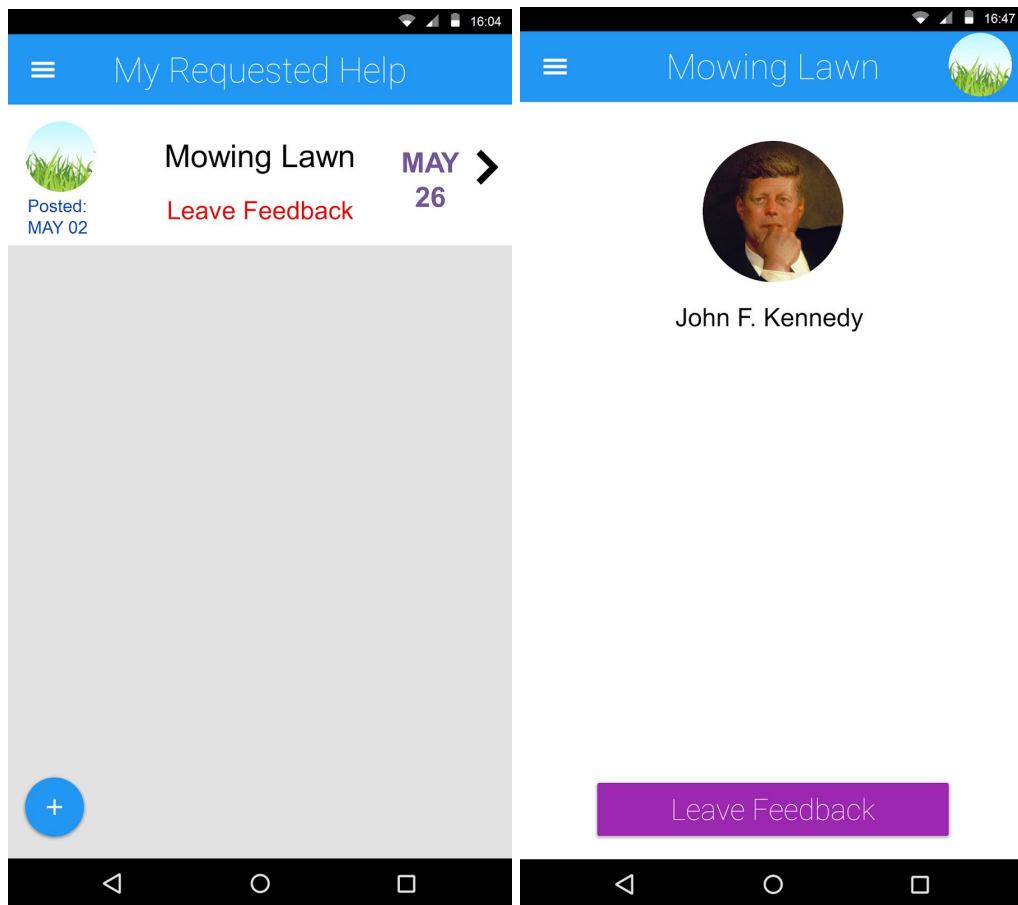 16:04
My Requested Help
Mowing Lawn
MAY
26
Leave Feedback
Posted:
MAY 02
+
16:47
Mowing Lawn
John F. Kennedy
Leave Feedback